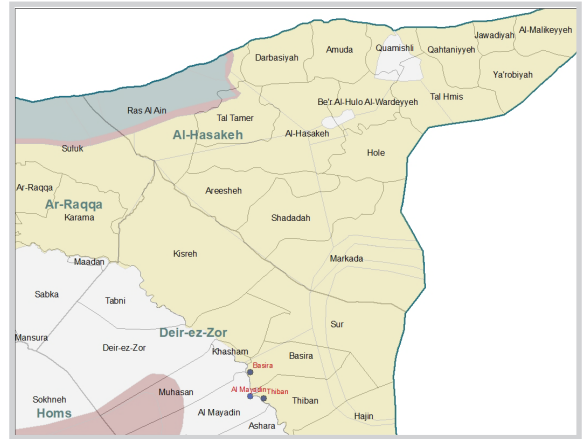 Al-Malikeyyeh
Jawadiyah
Amuda
Quamishli
Qahtaniyyeh
Darbasiyah
Ya'robiyah
Tal Hmis
Be'r Al-Hulo Al-Wardeyyeh
Ras Al Ain
Tal Tamer
Al-Hasakeh
Al-Hasakeh
Suluk
Hole
Ar-Raqqa
Areesheh
Ar-Raqqa
Karama
Shadadah
Kisreh
Markada
Maadan
Sabka
Tabni
Sur
Deir-ez-Zor
Mansura
Deir-ez-Zor
Khasham
Basira
Basira
Muhasan
Al Mayadin
Thiban
Sokhneh
Thiban
Homs
Al Mayadin
Hajin
Ashara